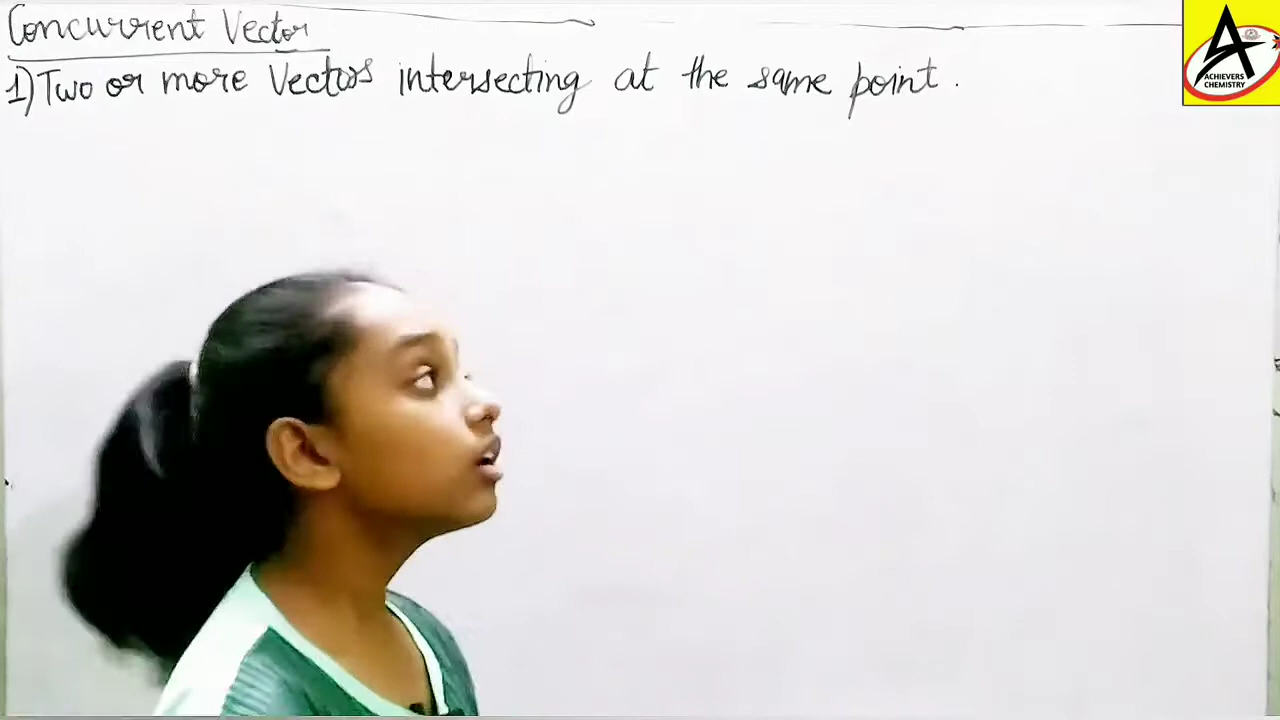 Concurrent Vector
1) Two or more Vectors intersecting at the same point.
ACHIEVERS
CHEMISTRY